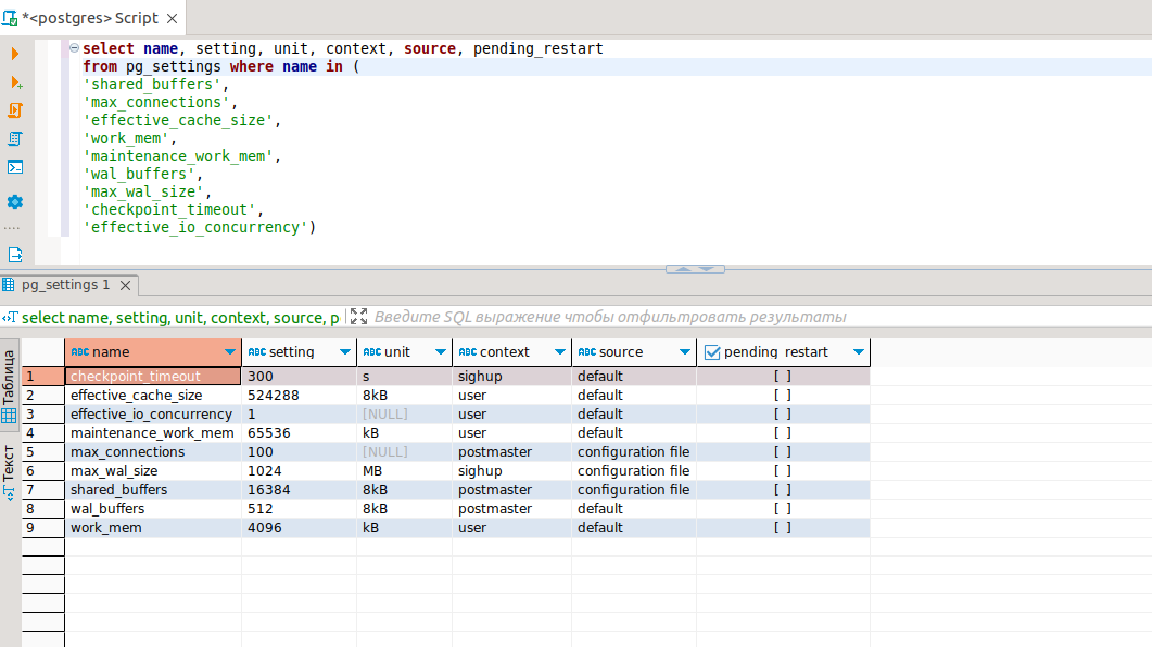 *<postgres> Script
select name, setting, unit, context, source, pending_restart
from pg_settings where name in (
'shared_buffers',
'max_connections',
'effective_cache_size',
'work_mem',
'maintenance_work_mem',
'wal_buffers',
'max_wal_size',
'checkpoint_timeout',
'effective_io_concurrency')
pg_settings 1
select name, setting, unit, context, source, p Введите SQL выражение чтобы отфильтровать результаты
Таблица
Текст
ABC name ABC setting ABC unit ABC context ABC source pending_restart
1 checkpoint_timeout 300 s sighup default [ ]
2 effective_cache_size 524288 8kB user default [ ]
3 effective_io_concurrency 1 [NULL] user default [ ]
4 maintenance_work_mem 65536 kB user default [ ]
5 max_connections 100 [NULL] postmaster configuration file [ ]
6 max_wal_size 1024 MB sighup configuration file [ ]
7 shared_buffers 16384 8kB postmaster configuration file [ ]
8 wal_buffers 512 8kB postmaster default [ ]
9 work_mem 4096 kB user default [ ]